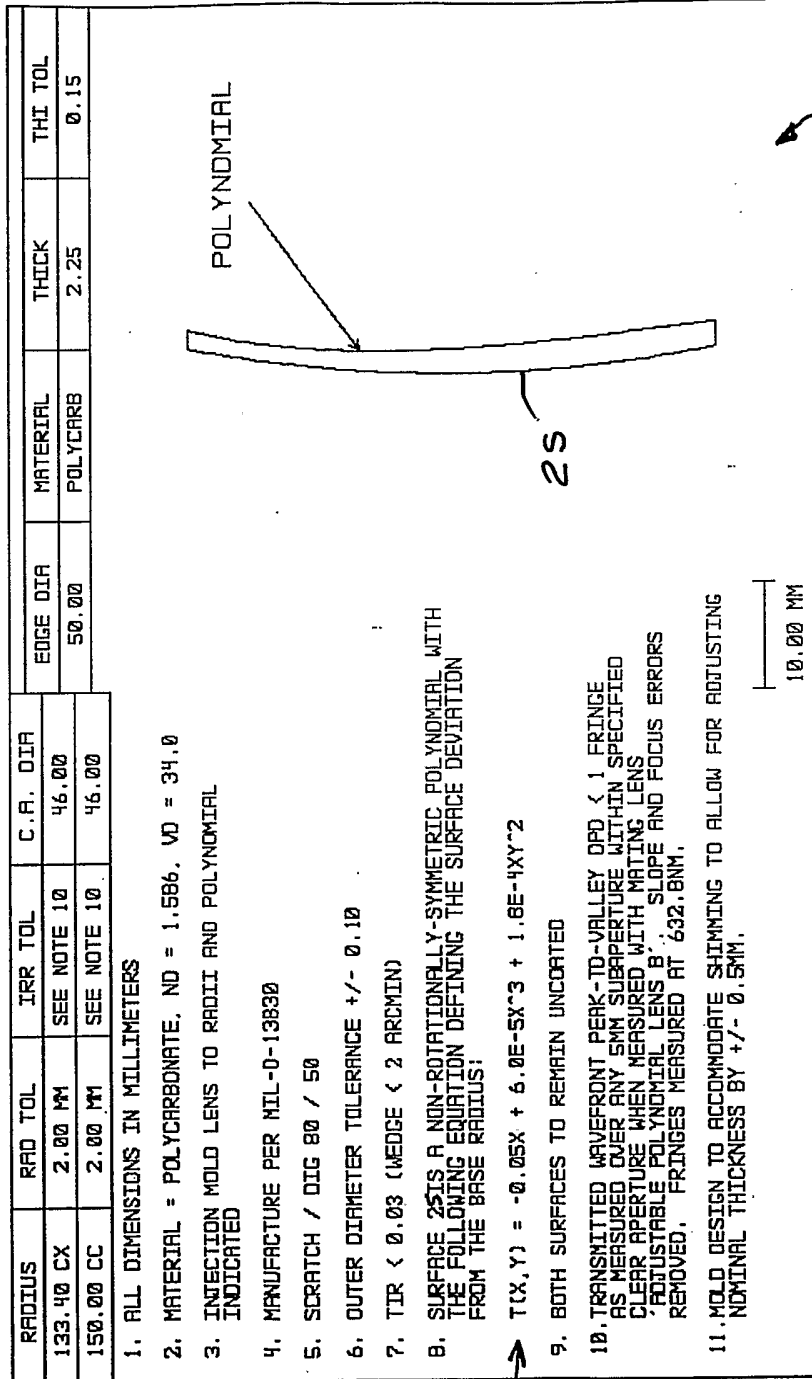 RADIUS RAD TOL IRR TOL C.A. DIA EDGE DIA MATERIAL THICK THI TOL
133.40 CX 2.00 MM SEE NOTE 10 46.00 50.00 POLYCARB 2.25 0.15
150.00 CC 2.00 MM SEE NOTE 10 46.00
1. ALL DIMENSIONS IN MILLIMETERS
2. MATERIAL = POLYCARBONATE, ND = 1.586, VD = 34.0
3. INJECTION MOLD LENS TO RADII AND POLYNOMIAL
INDICATED
4. MANUFACTURE PER MIL-O-13830
5. SCRATCH / DIG 80 / 50
6. OUTER DIAMETER TOLERANCE +/- 0.10
7. TIR < 0.03 (WEDGE < 2 ARCMIN)
8. SURFACE 2S IS A NON-ROTATIONALLY-SYMMETRIC POLYNOMIAL WITH
THE FOLLOWING EQUATION DEFINING THE SURFACE DEVIATION
FROM THE BASE RADIUS:
T(X,Y) = -0.05X + 6.0E-5X^3 + 1.8E-4XY^2
9. BOTH SURFACES TO REMAIN UNCOATED
10. TRANSMITTED WAVEFRONT PEAK-TO-VALLEY OPD < 1 FRINGE
AS MEASURED OVER ANY 5MM SUBAPERTURE WITHIN SPECIFIED
CLEAR APERTURE WHEN MEASURED WITH MATING LENS
'ADJUSTABLE POLYNOMIAL LENS B'. SLOPE AND FOCUS ERRORS
REMOVED. FRINGES MEASURED AT 632.8NM.
11. MOLD DESIGN TO ACCOMMODATE SHIMMING TO ALLOW FOR ADJUSTING
NOMINAL THICKNESS BY +/- 0.5MM.
POLYNOMIAL
2S
10.00 MM